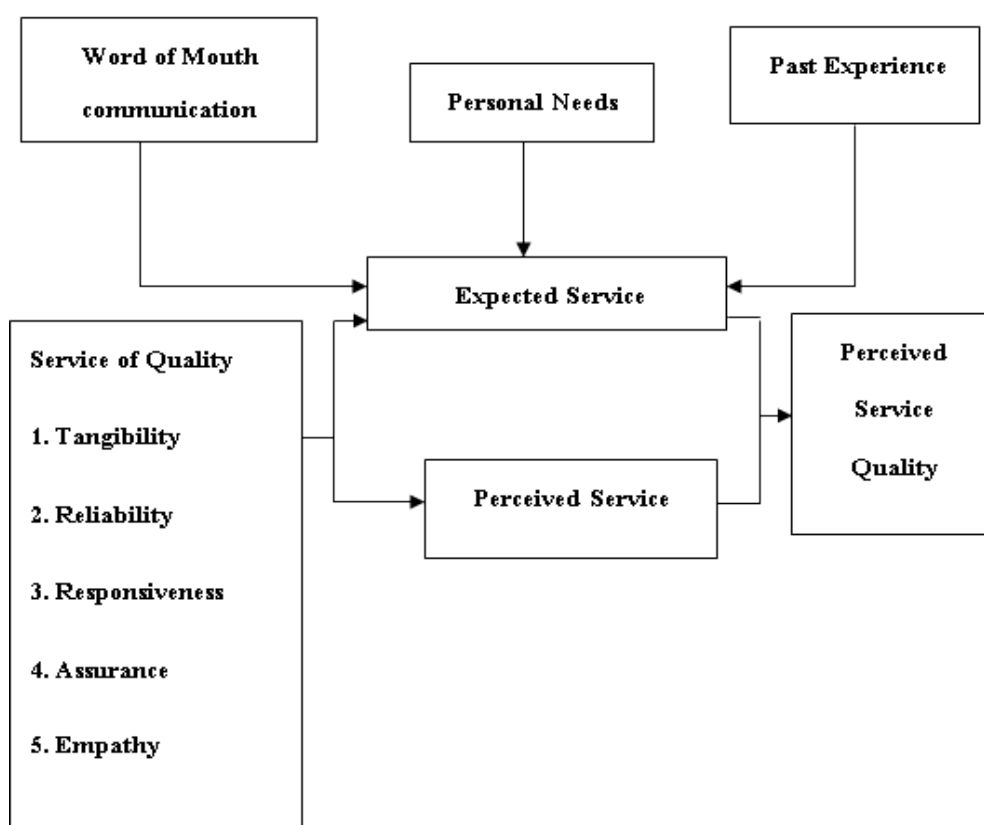 Word of Mouth
communication
Personal Needs
Past Experience
Expected Service
Service of Quality
1. Tangibility
2. Reliability
3. Responsiveness
4. Assurance
5. Empathy
Perceived Service
Perceived
Service
Quality